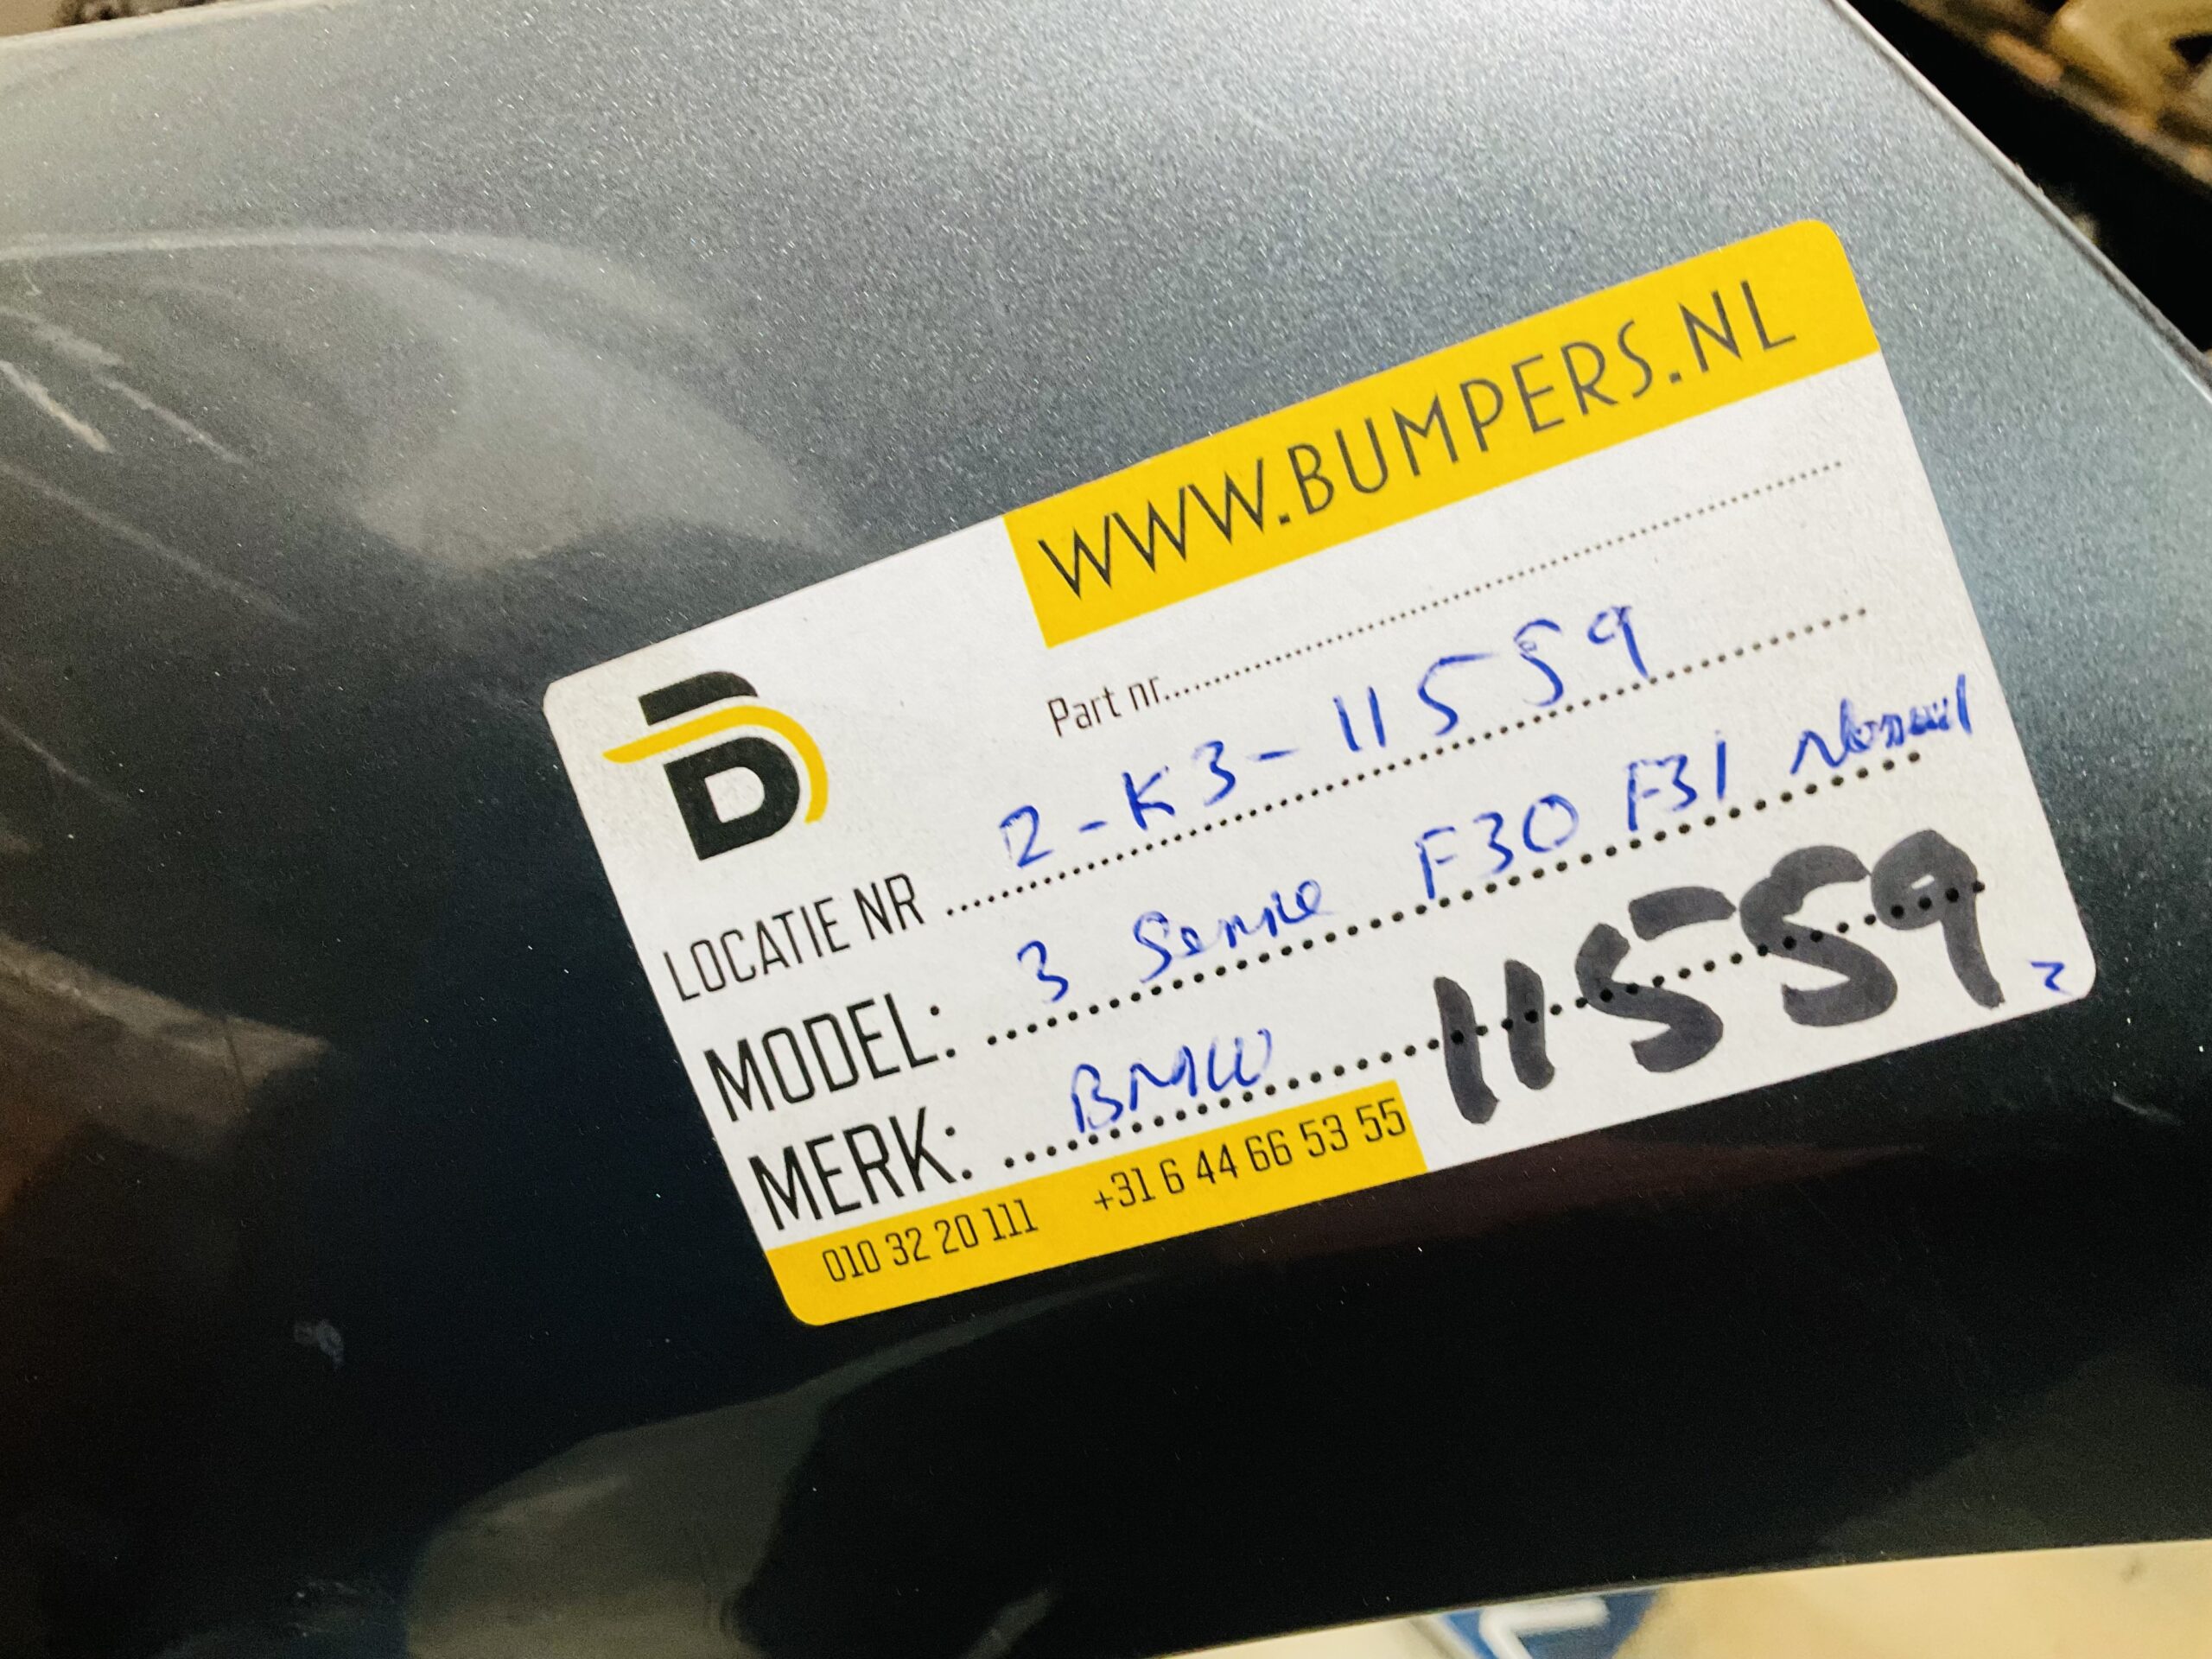 WWW.BUMPERS.NL
Part nr.
B
LOCATIE NR 2-K3-11559
MODEL: 3 Serie F30 F31
MERK: BMW 11559
2
010 32 20 111 +31 6 44 66 53 55